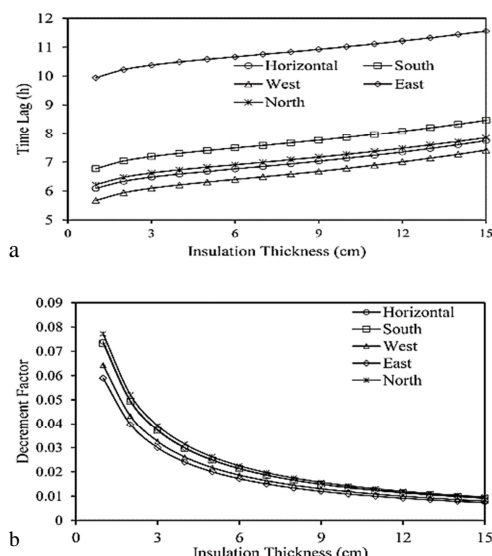 12
11
10
9
8
7
6
5
Time Lag (h)
Horizontal South
West East
North
0 3 6 9 12 15
Insulation Thickness (cm)
a
0.09
0.08
0.07
0.06
0.05
0.04
0.03
0.02
0.01
0
Decrement Factor
Horizontal
South
West
East
North
0 3 6 9 12 15
Insulation Thickness (cm)
b